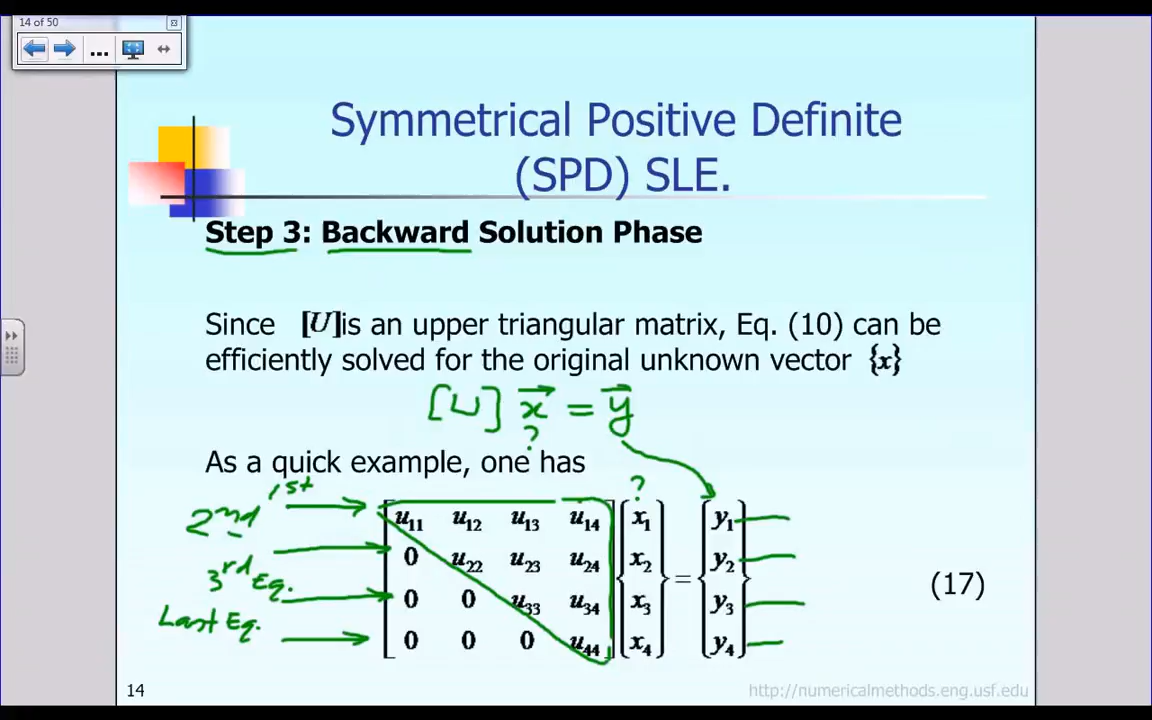 14 of 50
...
Symmetrical Positive Definite
(SPD) SLE.
Step 3: Backward Solution Phase
Since [U] is an upper triangular matrix, Eq. (10) can be
efficiently solved for the original unknown vector {x}
[U] x = y
?
As a quick example, one has
1st
2nd
3rd Eq.
Last Eq.
?
u11 u12 u13 u14 x1 y1
0 u22 u23 u24 x2 = y2
0 0 u33 u34 x3 y3
0 0 0 u44 x4 y4
(17)
14
http://numericalmethods.eng.usf.edu